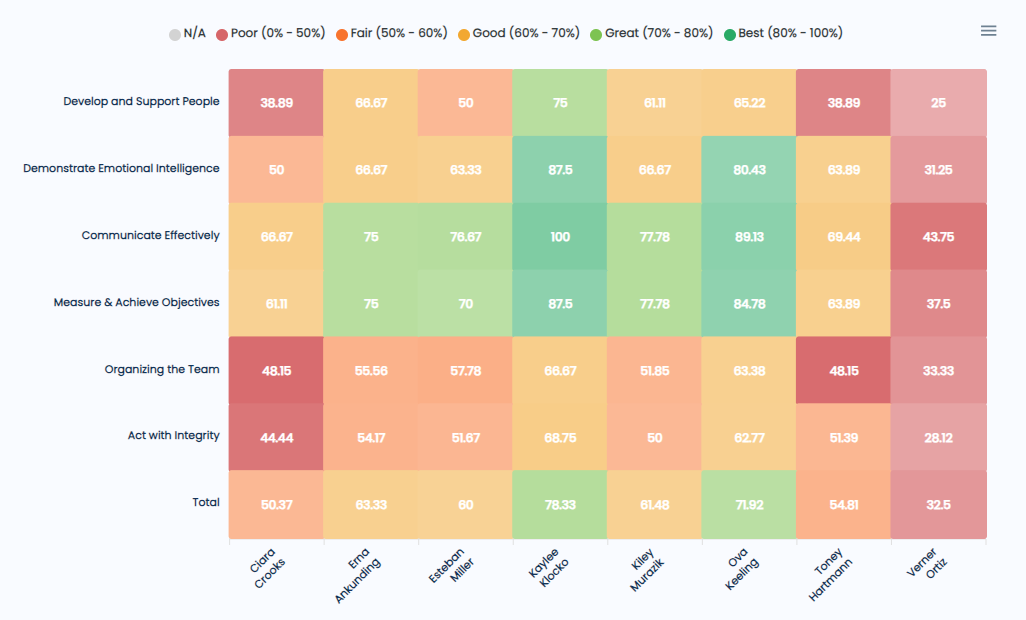 N/A Poor (0% - 50%) Fair (50% - 60%) Good (60% - 70%) Great (70% - 80%) Best (80% - 100%)
Develop and Support People 38.89 66.67 50 75 61.11 65.22 38.89 25
Demonstrate Emotional Intelligence 50 66.67 63.33 87.5 66.67 80.43 63.89 31.25
Communicate Effectively 66.67 75 76.67 100 77.78 89.13 69.44 43.75
Measure & Achieve Objectives 61.11 75 70 87.5 77.78 84.78 63.89 37.5
Organizing the Team 48.15 55.56 57.78 66.67 51.85 63.38 48.15 33.33
Act with Integrity 44.44 54.17 51.67 68.75 50 62.77 51.39 28.12
Total 50.37 63.33 60 78.33 61.48 71.92 54.81 32.5
Clara
Crooks
Erna
Ankunding
Esteban
Miller
Kaylee
Klocko
Kiley
Murazik
Ova
Keeling
Toney
Hartmann
Verner
Ortiz